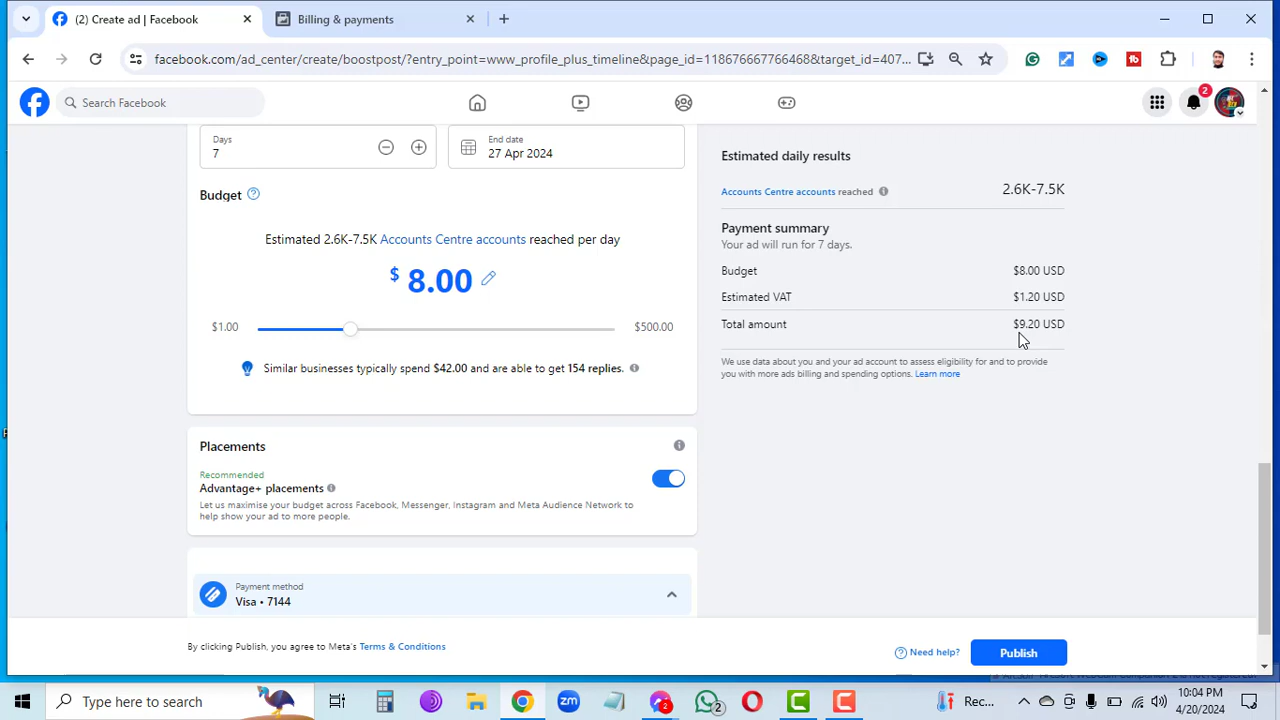 (2) Create ad | Facebook
Billing & payments
facebook.com/ad_center/create/boostpost/?entry_point=www_profile_plus_timeline&page_id=118676667766468&target_id=407...
Search Facebook
2
Days
7
End date
27 Apr 2024
Budget
Estimated 2.6K-7.5K Accounts Centre accounts reached per day
$ 8.00
$1.00
$500.00
Similar businesses typically spend $42.00 and are able to get 154 replies.
Placements
Recommended
Advantage+ placements
Let us maximise your budget across Facebook, Messenger, Instagram and Meta Audience Network to
help show your ad to more people.
Payment method
Visa • 7144
Estimated daily results
Accounts Centre accounts reached
2.6K-7.5K
Payment summary
Your ad will run for 7 days.
Budget
$8.00 USD
Estimated VAT
$1.20 USD
Total amount
$9.20 USD
We use data about you and your ad account to assess eligibility for and to provide
you with more ads billing and spending options. Learn more
By clicking Publish, you agree to Meta's Terms & Conditions
Need help?
Publish
Type here to search
2
2
Rec...
10:04 PM
4/20/2024